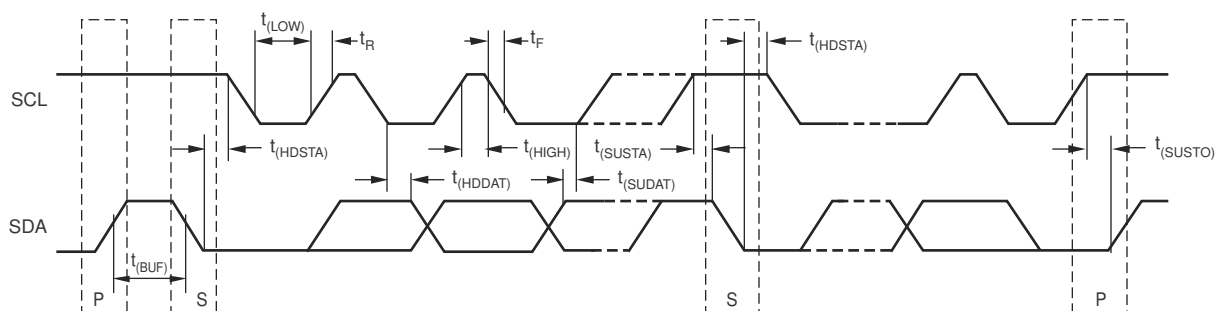 t(LOW)
tR
tF
t(HDSTA)
SCL
t(HDSTA)
t(HIGH)
t(SUSTA)
t(SUSTO)
t(HDDAT)
t(SUDAT)
SDA
t(BUF)
P
S
S
P